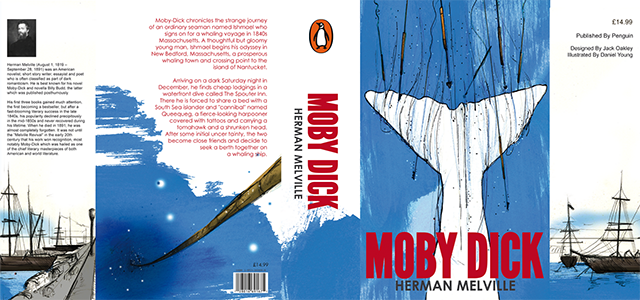 Herman Melville (August 1, 1819 –
September 28, 1891) was an American
novelist, short story writer, essayist and poet
who is often classified as part of dark
romanticism. He is best known for his novel
Moby-Dick and novella Billy Budd, the latter
which was published posthumously.
His first three books gained much attention,
the first becoming a bestseller, but after a
fast-blooming literary success in the late
1840s, his popularity declined precipitously
in the mid-1850s and never recovered during
his lifetime. When he died in 1891, he was
almost completely forgotten. It was not until
the "Melville Revival" in the early 20th
century that his work won recognition, most
notably Moby-Dick which was hailed as one
of the chief literary masterpieces of both
American and world literature.
Moby-Dick chronicles the strange journey
of an ordinary seaman named Ishmael who
signs on for a whaling voyage in 1840s
Massachusetts. A thoughtful but gloomy
young man, Ishmael begins his odyssey in
New Bedford, Massachusetts, a prosperous
whaling town and crossing point to the
island of Nantucket.
Arriving on a dark Saturday night in
December, he finds cheap lodgings in a
waterfront dive called The Spouter Inn.
There he is forced to share a bed with a
South Sea islander and "cannibal" named
Queequeg, a fierce-looking harpooner
covered with tattoos and carrying a
tomahawk and a shrunken head.
After some initial uncertainty, the two
become close friends and decide to
seek a berth together on
a whaling ship.
£14.99
MOBY DICK
HERMAN MELVILLE
MOBY DICK
HERMAN MELVILLE
£14.99
Published By Penguin
Designed By Jack Oakley
Illustrated By Daniel Young